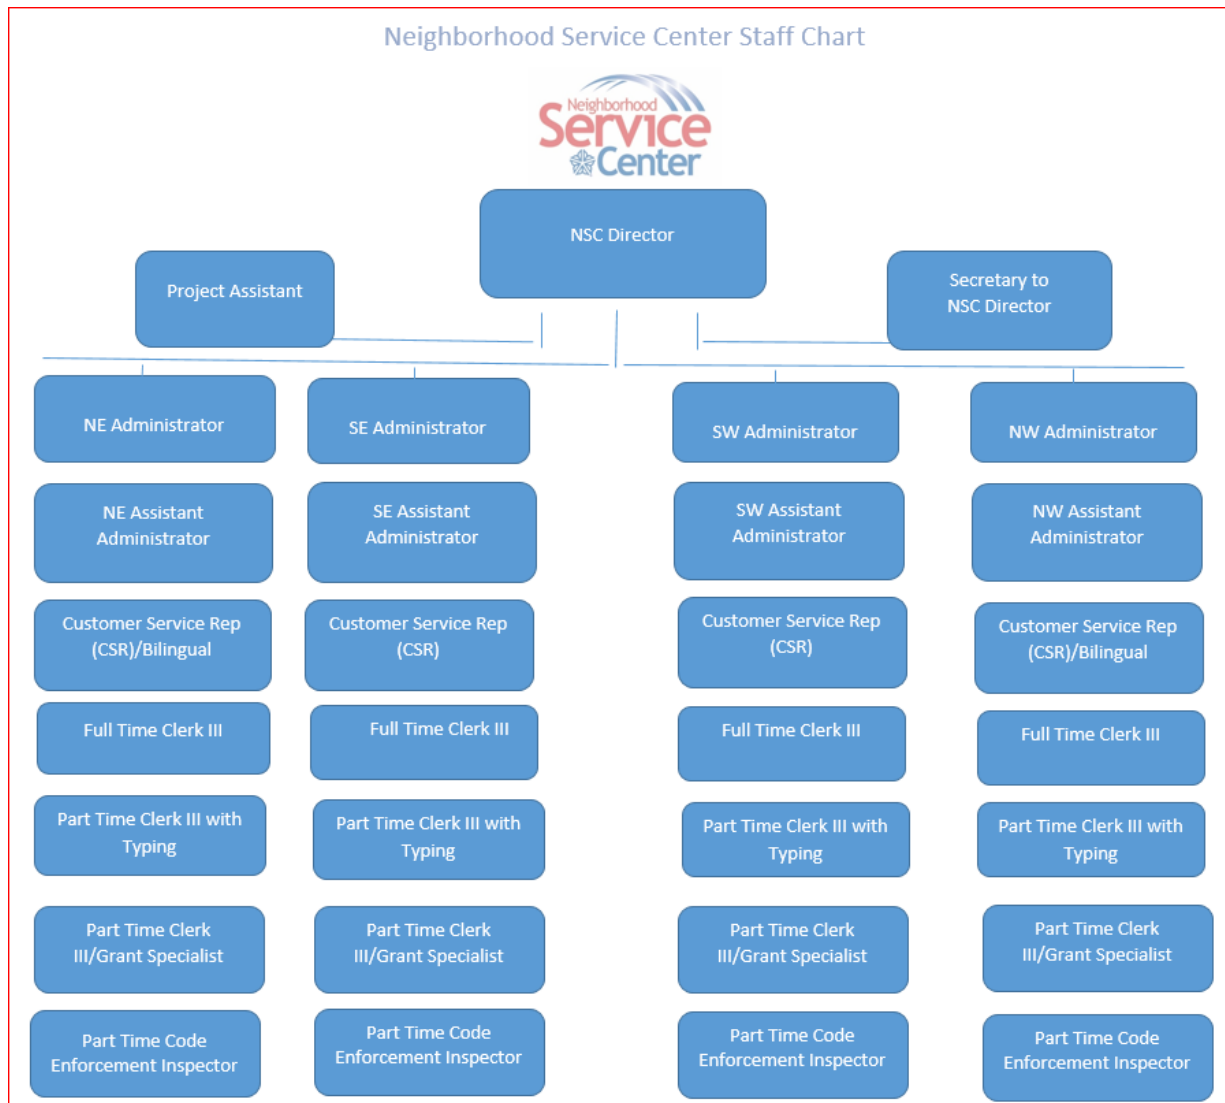 Neighborhood Service Center Staff Chart
Neighborhood
Service
Center
NSC Director
Project Assistant
Secretary to
NSC Director
NE Administrator
SE Administrator
SW Administrator
NW Administrator
NE Assistant
Administrator
SE Assistant
Administrator
SW Assistant
Administrator
NW Assistant
Administrator
Customer Service Rep
(CSR)/Bilingual
Customer Service Rep
(CSR)
Customer Service Rep
(CSR)
Customer Service Rep
(CSR)/Bilingual
Full Time Clerk III
Full Time Clerk III
Full Time Clerk III
Full Time Clerk III
Part Time Clerk III with
Typing
Part Time Clerk III with
Typing
Part Time Clerk III with
Typing
Part Time Clerk III with
Typing
Part Time Clerk
III/Grant Specialist
Part Time Clerk
III/Grant Specialist
Part Time Clerk
III/Grant Specialist
Part Time Clerk
III/Grant Specialist
Part Time Code
Enforcement Inspector
Part Time Code
Enforcement Inspector
Part Time Code
Enforcement Inspector
Part Time Code
Enforcement Inspector